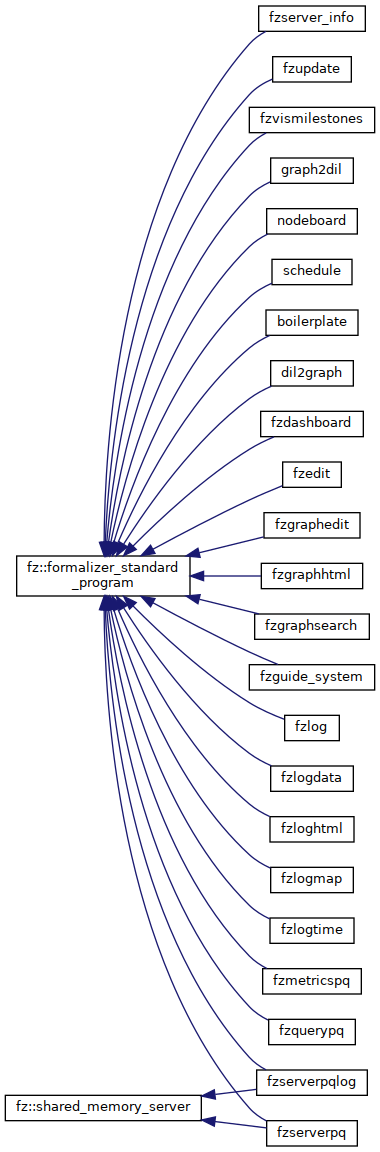 fzserver_info
fzupdate
fzvismilestones
graph2dil
nodeboard
schedule
boilerplate
dil2graph
fzdashboard
fzedit
fzgraphedit
fz::formalizer_standard
_program
fzgraphhtml
fzgraphsearch
fzguide_system
fzlog
fzlogdata
fzloghtml
fzlogmap
fzlogtime
fzmetricspq
fzquerypq
fzserverpqlog
fz::shared_memory_server
fzserverpq